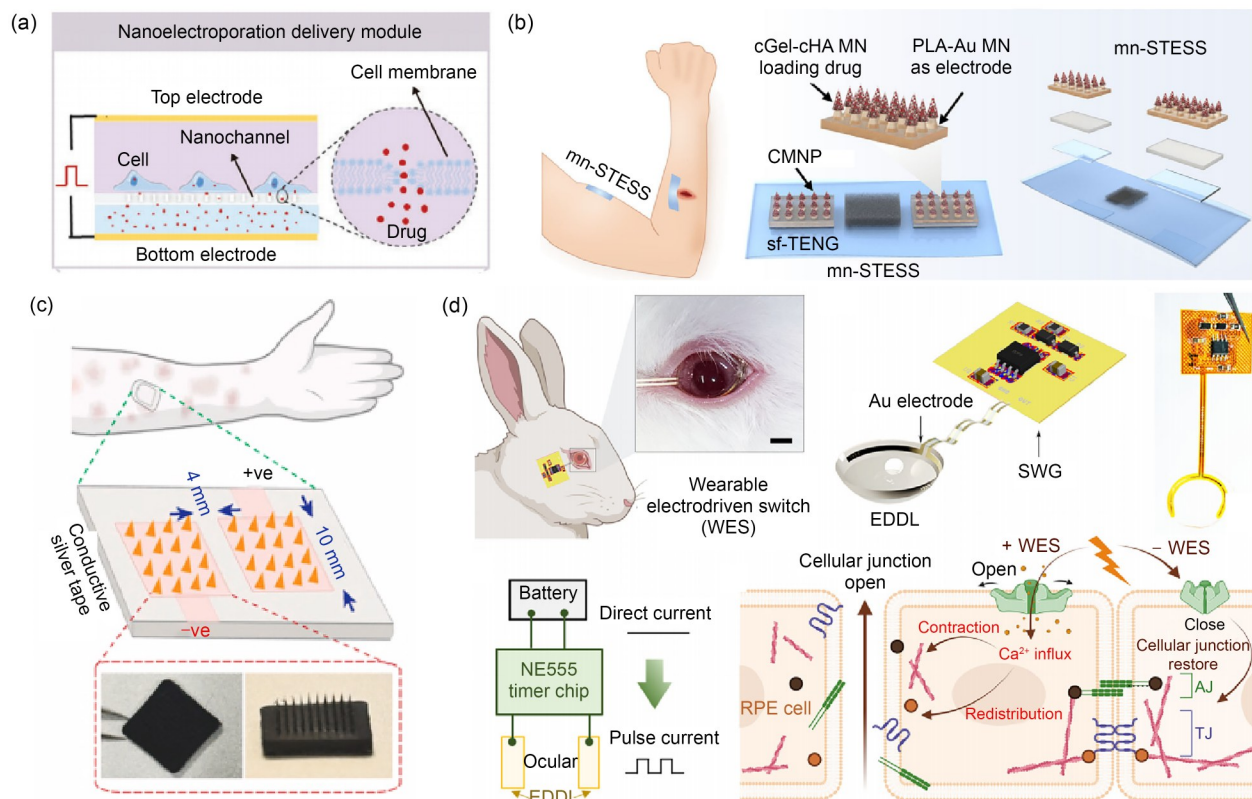 (a)
Nanoelectroporation delivery module
Top electrode
Nanochannel
Cell
Cell membrane
Drug
Bottom electrode
(b)
mn-STESS
cGel-cHA MN
loading drug
PLA-Au MN
as electrode
CMNP
sf-TENG
mn-STESS
mn-STESS
(c)
+ve
4 mm
10 mm
Conductive
silver tape
−ve
(d)
Wearable
electrodriven switch
(WES)
Au electrode
EDDL
SWG
Battery
Direct current
NE555
timer chip
Pulse current
Ocular
EDDL
Cellular junction
open
RPE cell
+ WES
− WES
Open
Close
Contraction
Ca²⁺ influx
Redistribution
Cellular junction
restore
AJ
TJ